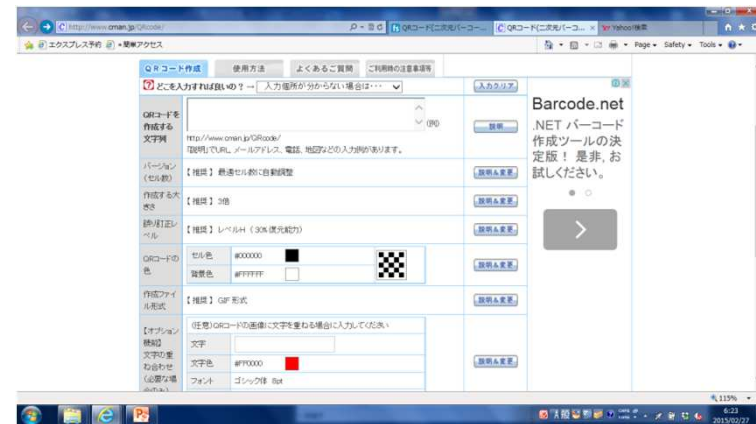 http://www.cman.jp/QRcode/
QRコード(二次元バーコー...
QRコード(二次元バーコ...
Yahoo!検索
エクスプレス予約
簡単アクセス
Page
Safety
Tools
QRコード作成
使用方法
よくあるご質問
ご利用時の注意事項等
どこを入力すれば良いの？→
入力個所が分からない場合は・・・
入力クリア
QRコードを
作成する
文字列
(例)
http://www.cman.jp/QRcode/
「説明」でURL、メールアドレス、電話、地図などの入力例があります。
説明
バージョン
(セル数)
【推奨】最適セル数に自動調整
説明＆変更
作成する大
きさ
【推奨】3倍
説明＆変更
誤り訂正レ
ベル
【推奨】レベルH（30%復元能力）
説明＆変更
QRコードの
色
セル色
#000000
背景色
#FFFFFF
説明＆変更
作成ファイ
ル形式
【推奨】GIF 形式
説明＆変更
【オプション
機能】
文字の重
ね合わせ
(必要な場
(任意)QRコードの画像に文字を重ねる場合に入力してください
文字
文字色
#FF0000
フォント
ゴシック体 8pt
説明＆変更
Barcode.net
.NET バーコード
作成ツールの決
定版！ 是非, お
試しください。
115%
6:23
2015/02/27